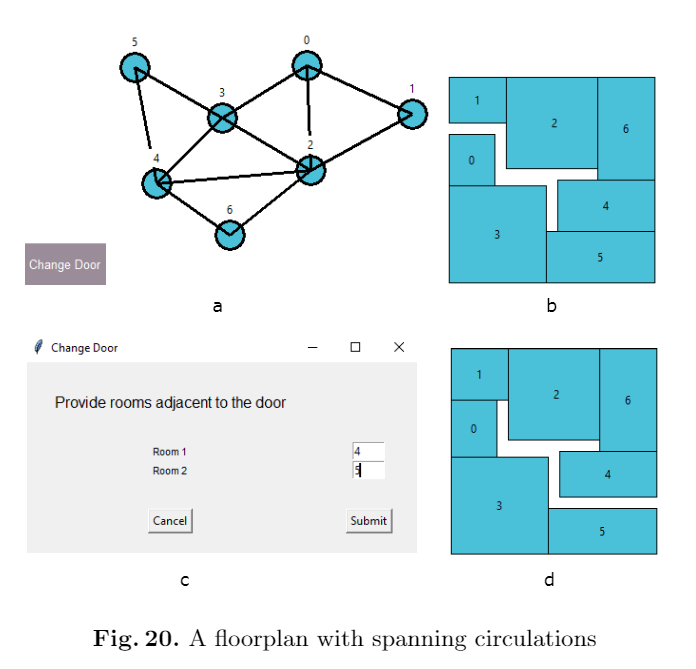 5
0
3
1
4
2
6
Change Door
a
1
2
6
0
4
3
5
b
Change Door
Provide rooms adjacent to the door
Room 1 4
Room 2 5
Cancel Submit
c
1
2
6
0
4
3
5
d
Fig. 20. A floorplan with spanning circulations